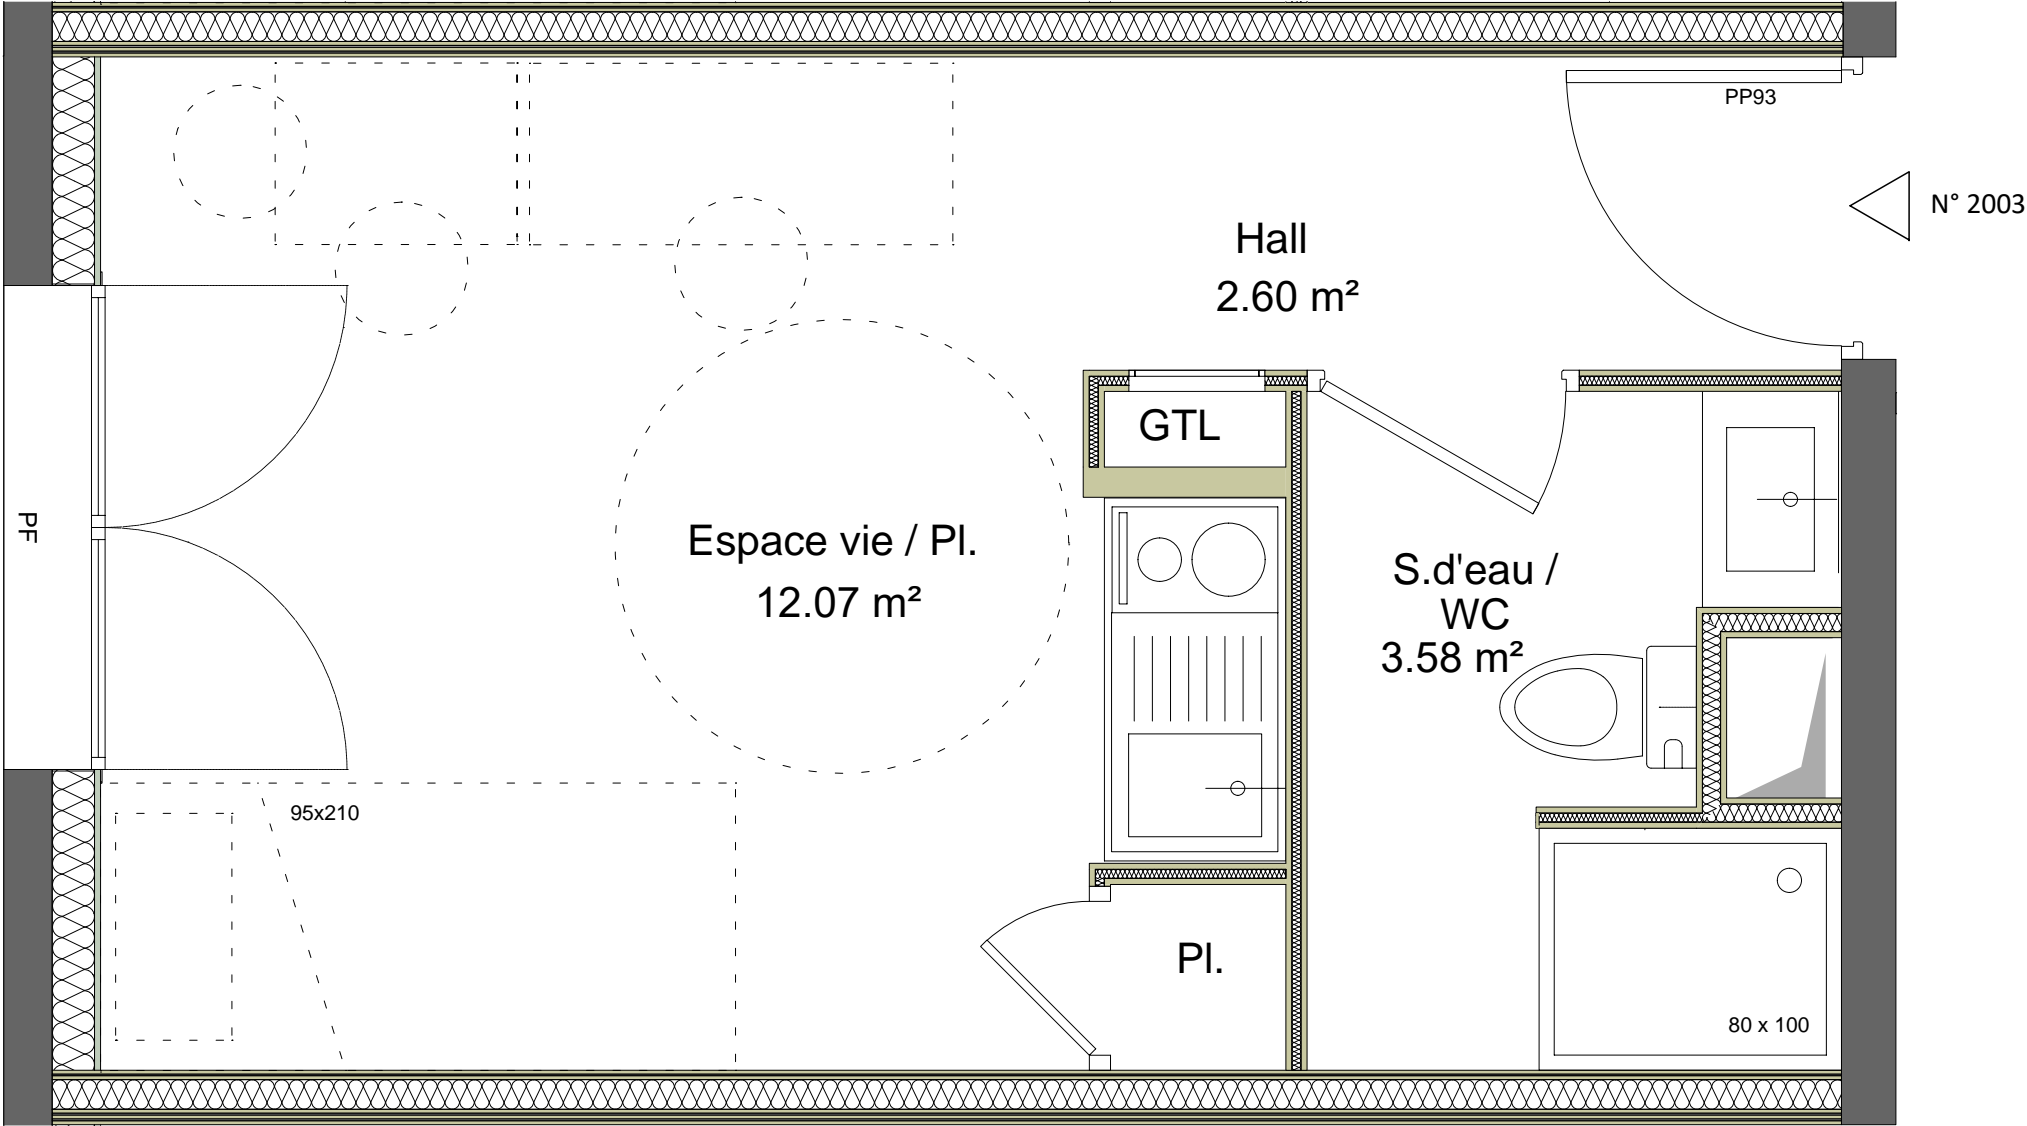 PP93
N° 2003
Hall
2.60 m²
GTL
PF
Espace vie / Pl.
12.07 m²
S.d'eau /
WC
3.58 m²
95x210
Pl.
80 x 100